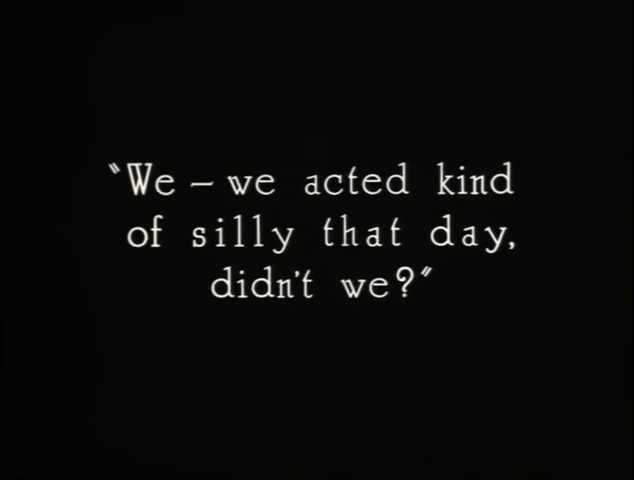 "We – we acted kind
of silly that day,
didn't we?"